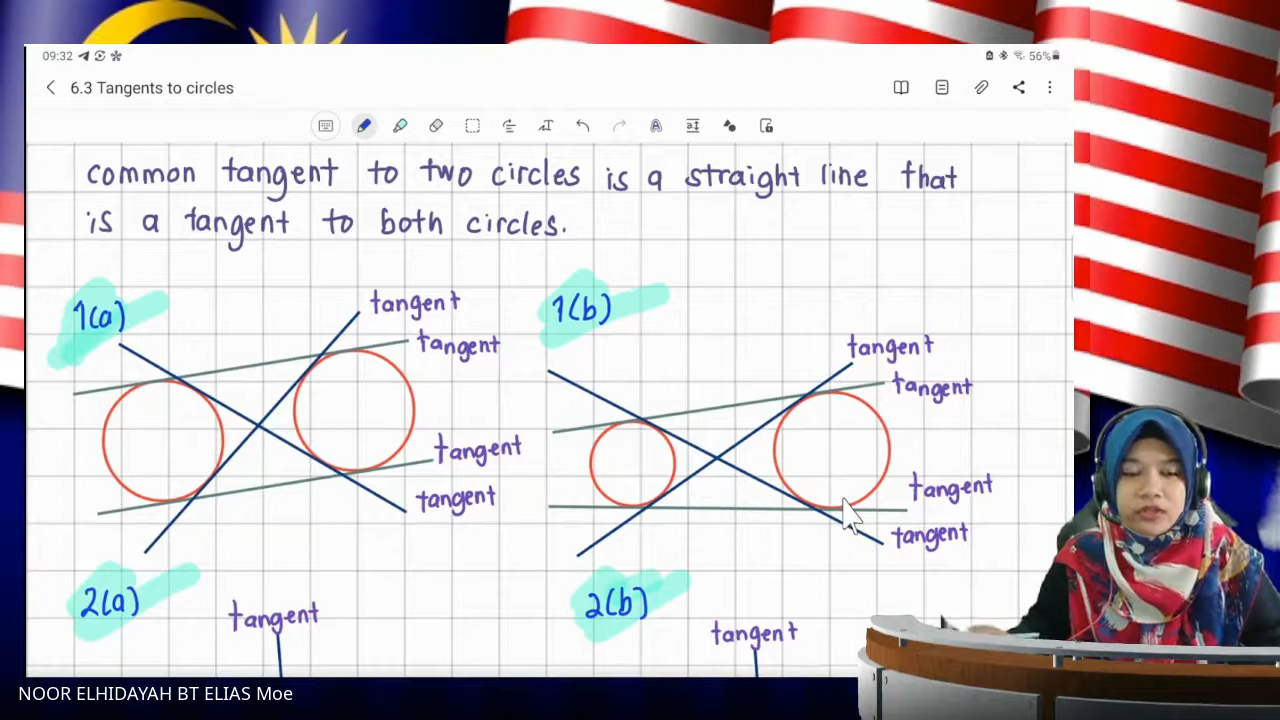 09:32
56%
6.3 Tangents to circles
common tangent to two circles is a straight line that
is a tangent to both circles.
1(a)
tangent
tangent
tangent
tangent
1(b)
tangent
tangent
tangent
tangent
2(a)
tangent
2(b)
tangent
NOOR ELHIDAYAH BT ELIAS Moe